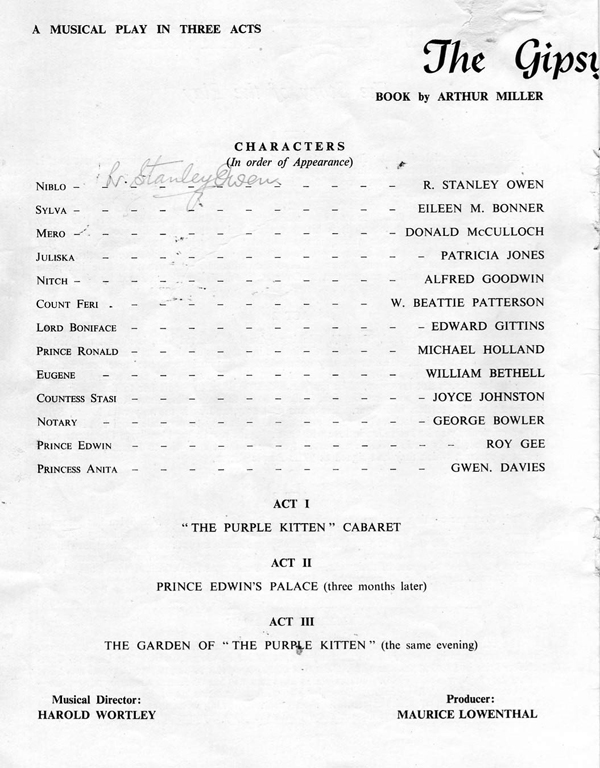 A MUSICAL PLAY IN THREE ACTS
The Gipsy
BOOK by ARTHUR MILLER
CHARACTERS
(In order of Appearance)
R. Stanley Owen
NIBLO – – – – – – – – – – – – R. STANLEY OWEN
SYLVA – – – – – – – – – – – – EILEEN M. BONNER
MERO – – – – – – – – – – – – DONALD McCULLOCH
JULISKA – – – – – – – – – – – – PATRICIA JONES
NITCH – – – – – – – – – – – – ALFRED GOODWIN
COUNT FERI – – – – – – – – – – – W. BEATTIE PATTERSON
LORD BONIFACE – – – – – – – – – – – EDWARD GITTINS
PRINCE RONALD – – – – – – – – – – MICHAEL HOLLAND
EUGENE – – – – – – – – – – – WILLIAM BETHELL
COUNTESS STASI – – – – – – – – – – – JOYCE JOHNSTON
NOTARY – – – – – – – – – – – – GEORGE BOWLER
PRINCE EDWIN – – – – – – – – – – – – ROY GEE
PRINCESS ANITA – – – – – – – – – – – GWEN. DAVIES
ACT I
“THE PURPLE KITTEN” CABARET
ACT II
PRINCE EDWIN'S PALACE (three months later)
ACT III
THE GARDEN OF “THE PURPLE KITTEN” (the same evening)
Musical Director:
HAROLD WORTLEY
Producer:
MAURICE LOWENTHAL